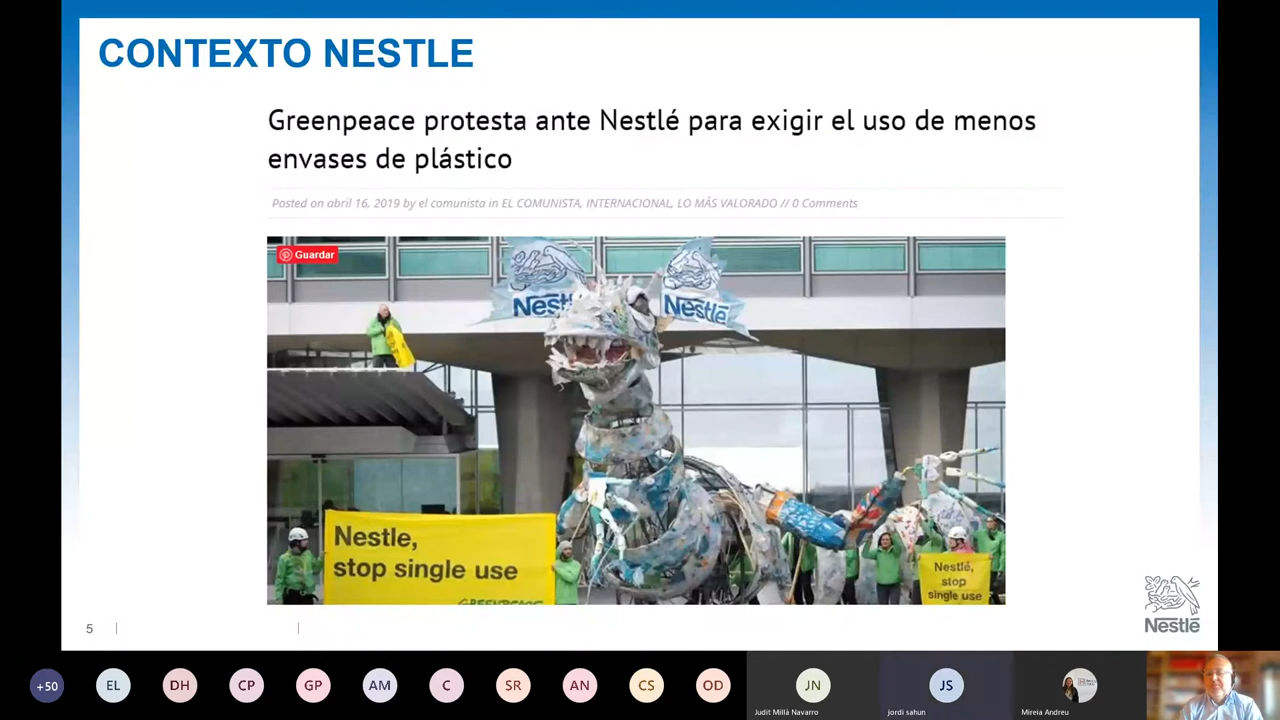 CONTEXTO NESTLE
Greenpeace protesta ante Nestlé para exigir el uso de menos
envases de plástico
Posted on abril 16, 2019 by el comunista in EL COMUNISTA, INTERNACIONAL, LO MÁS VALORADO // 0 Comments
Guardar
Nestlé
Nestlé
Nestle,
stop single use
GREENPEACE
Nestlé,
stop
single use
5
Nestlé
+50
EL
DH
CP
GP
AM
C
SR
AN
CS
OD
JN
JS
Judit Millà Navarro
jordi sahun
Mireia Andreu